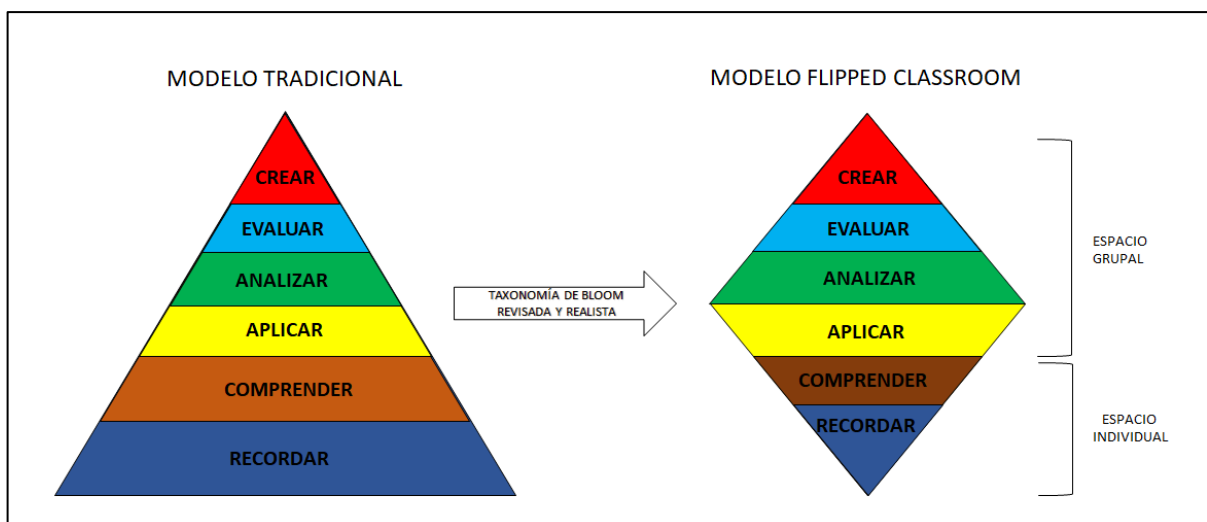 MODELO TRADICIONAL
CREAR
EVALUAR
ANALIZAR
APLICAR
COMPRENDER
RECORDAR
TAXONOMÍA DE BLOOM
REVISADA Y REALISTA
MODELO FLIPPED CLASSROOM
CREAR
EVALUAR
ANALIZAR
APLICAR
COMPRENDER
RECORDAR
ESPACIO
GRUPAL
ESPACIO
INDIVIDUAL